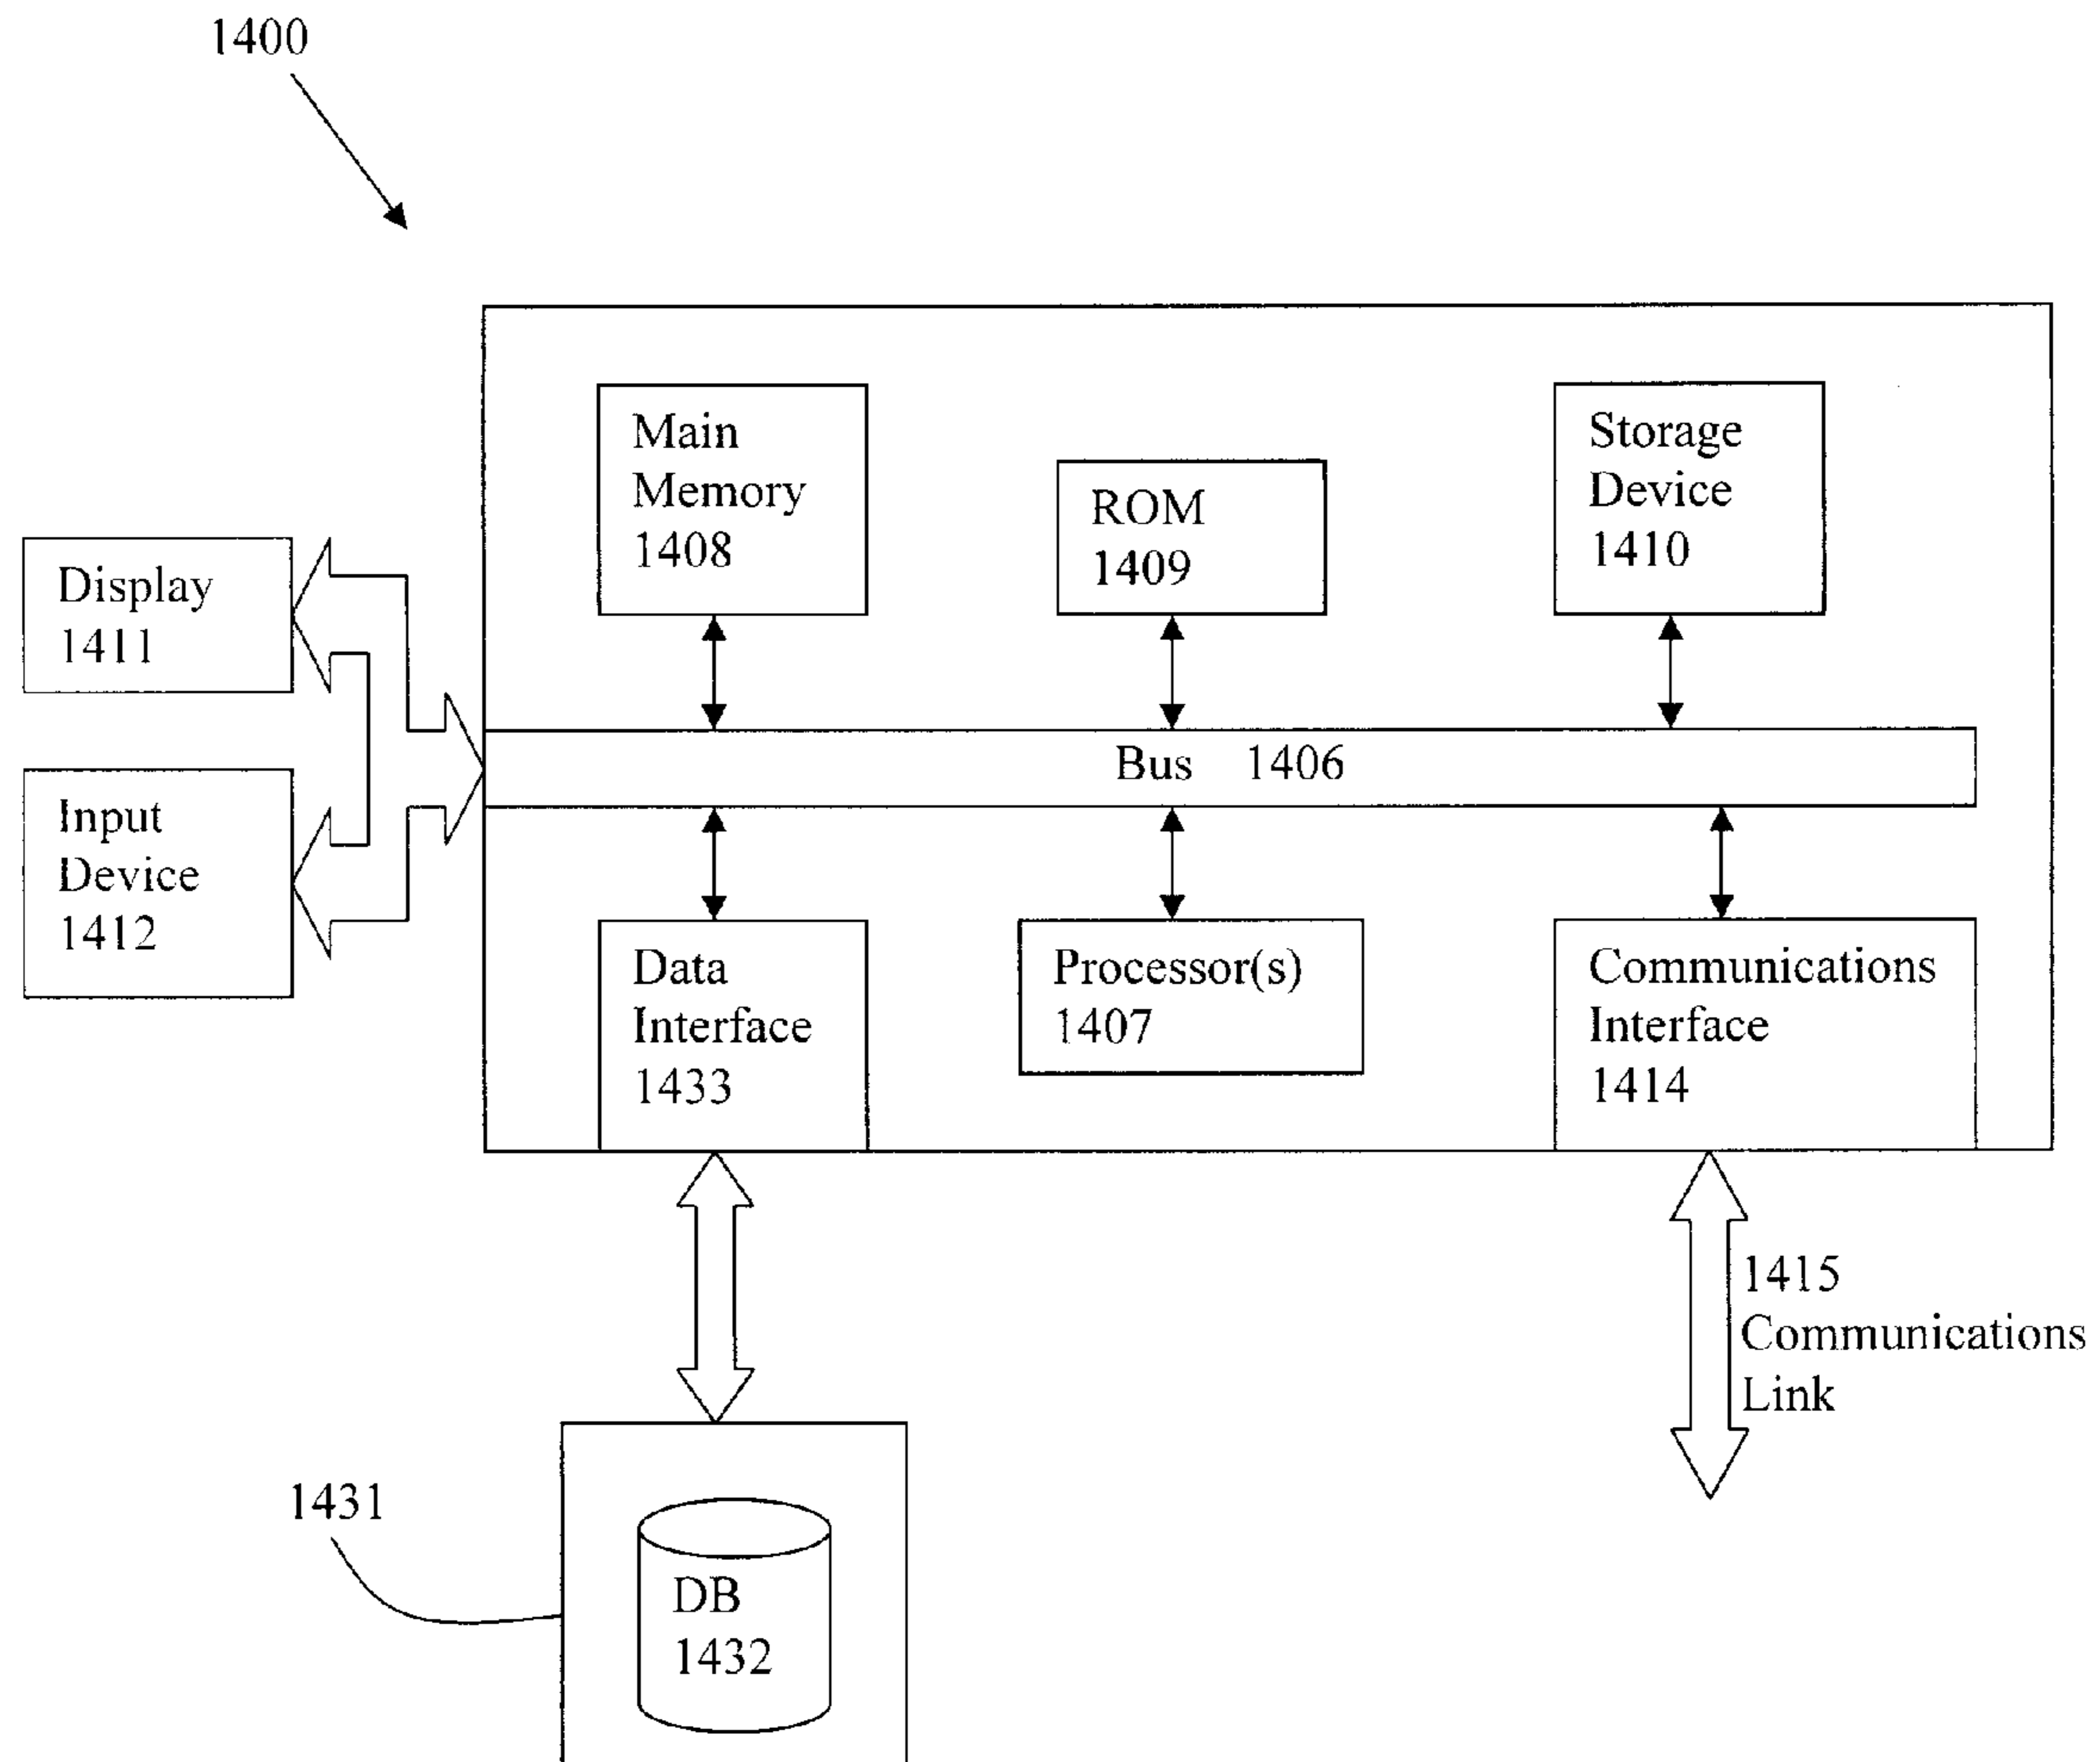 1400
Main
Memory
1408
ROM
1409
Storage
Device
1410
Display
1411
Bus 1406
Input
Device
1412
Data
Interface
1433
Processor(s)
1407
Communications
Interface
1414
1415
Communications
Link
1431
DB
1432